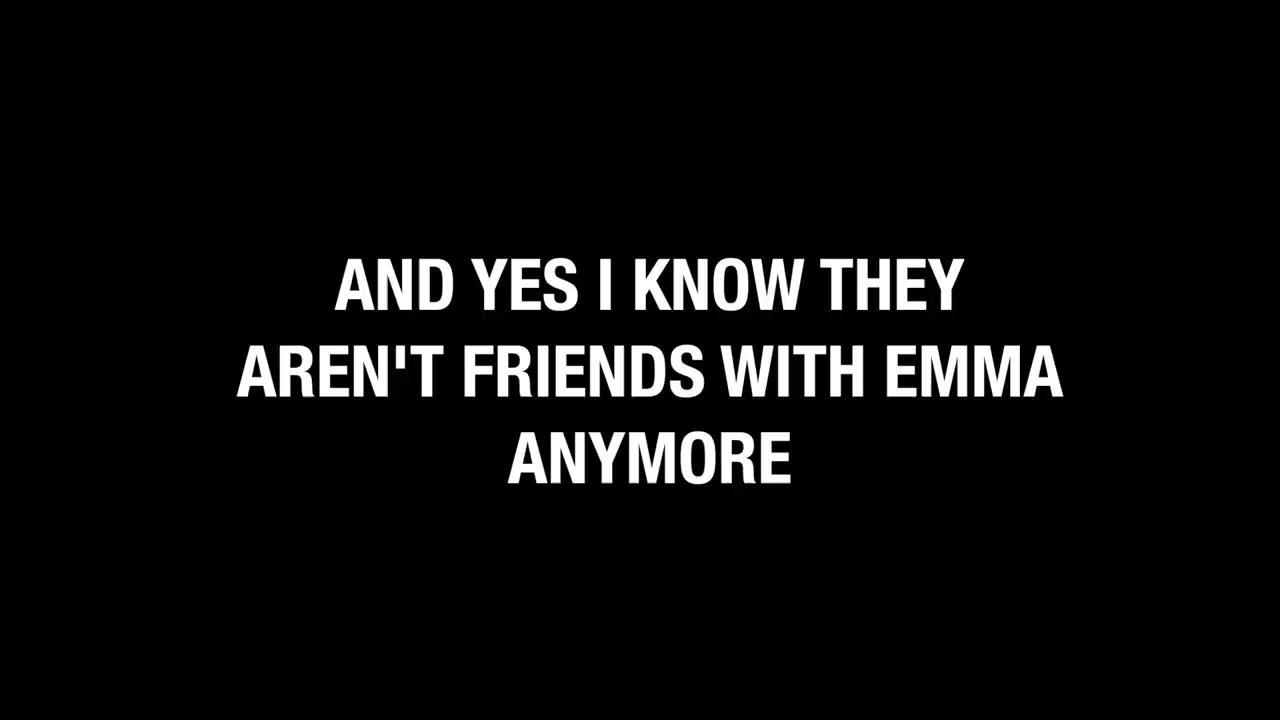 AND YES I KNOW THEY
AREN'T FRIENDS WITH EMMA
ANYMORE